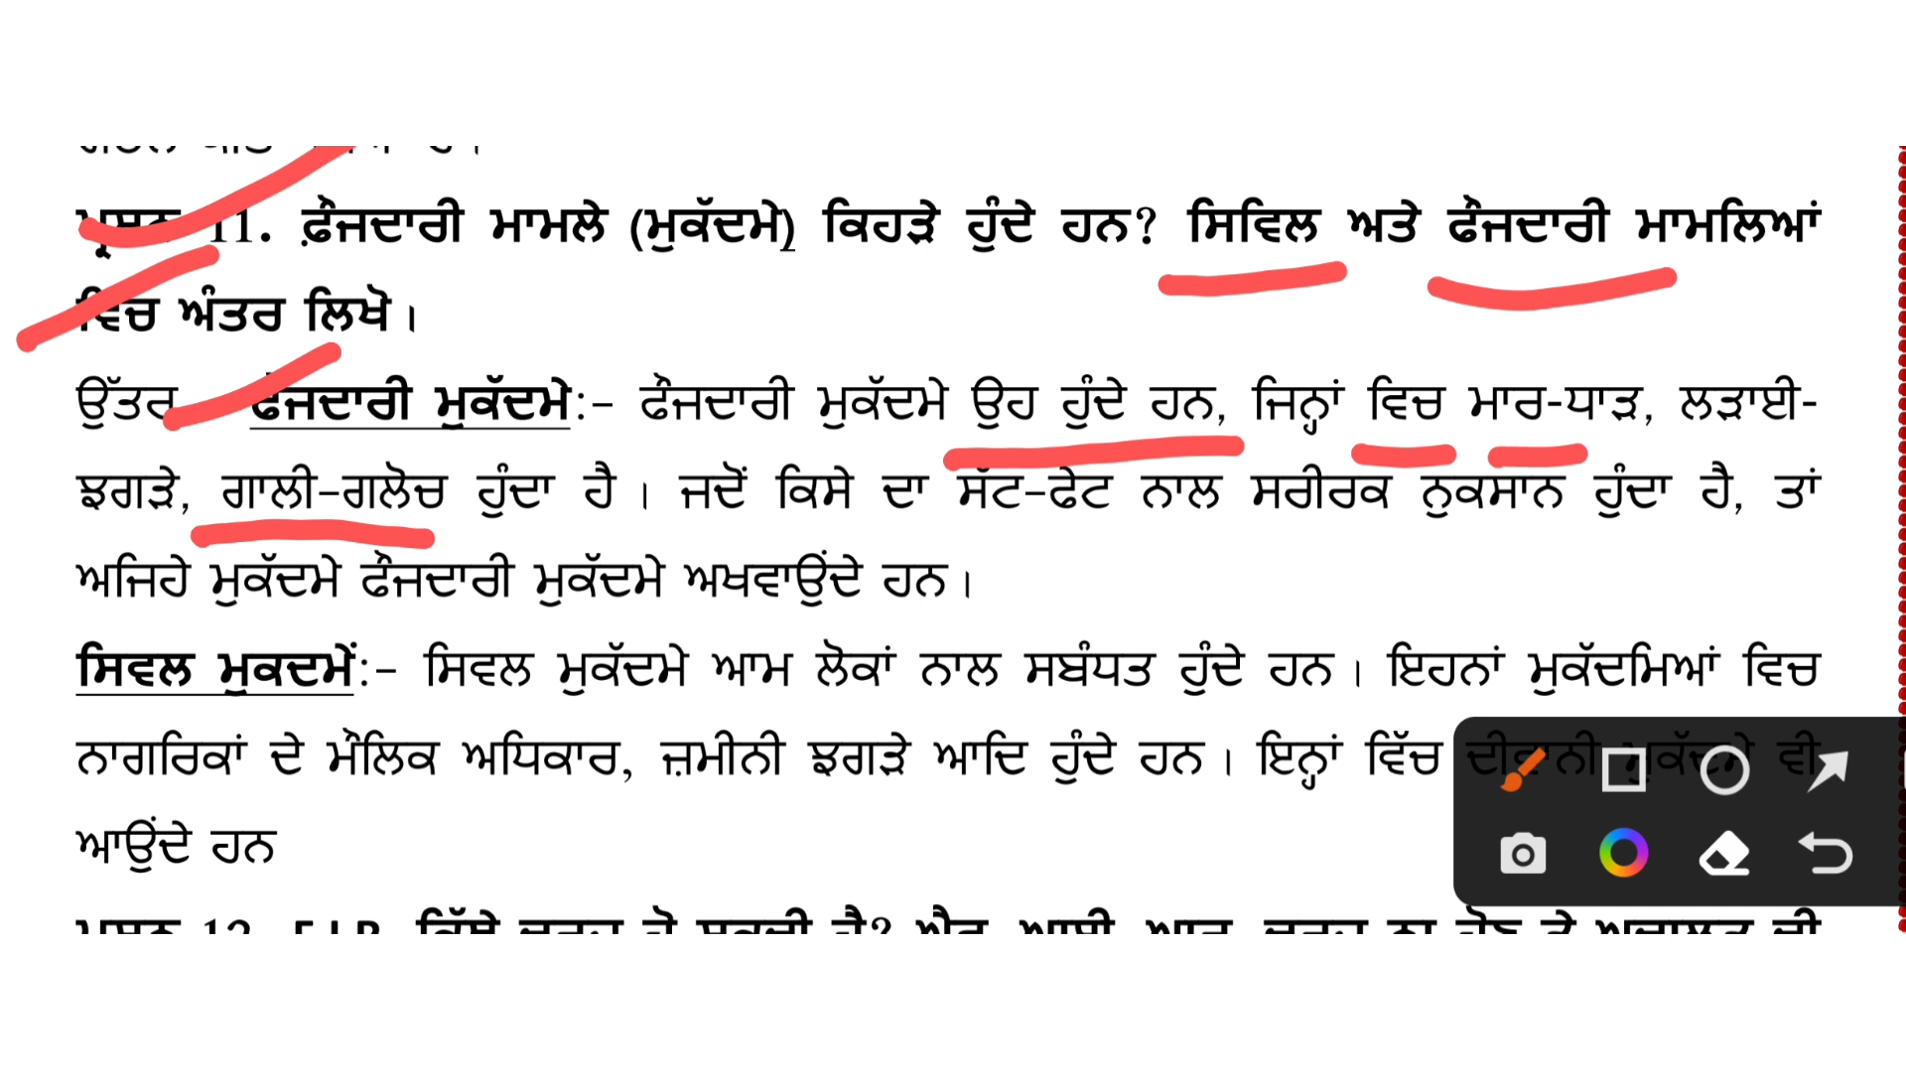 ਪ੍ਰਸ਼ਨ 11. ਫ਼ੌਜਦਾਰੀ ਮਾਮਲੇ (ਮੁਕੱਦਮੇ) ਕਿਹੜੇ ਹੁੰਦੇ ਹਨ? ਸਿਵਿਲ ਅਤੇ ਫੌਜਦਾਰੀ ਮਾਮਲਿਆਂ
ਵਿਚ ਅੰਤਰ ਲਿਖੋ।
ਉੱਤਰ ਫੌਜਦਾਰੀ ਮੁਕੱਦਮੇ:– ਫੌਜਦਾਰੀ ਮੁਕੱਦਮੇ ਉਹ ਹੁੰਦੇ ਹਨ, ਜਿਨ੍ਹਾਂ ਵਿਚ ਮਾਰ-ਧਾੜ, ਲੜਾਈ-
ਝਗੜੇ, ਗਾਲੀ–ਗਲੋਚ ਹੁੰਦਾ ਹੈ। ਜਦੋਂ ਕਿਸੇ ਦਾ ਸੱਟ–ਫੇਟ ਨਾਲ ਸਰੀਰਕ ਨੁਕਸਾਨ ਹੁੰਦਾ ਹੈ, ਤਾਂ
ਅਜਿਹੇ ਮੁਕੱਦਮੇ ਫੌਜਦਾਰੀ ਮੁਕੱਦਮੇ ਅਖਵਾਉਂਦੇ ਹਨ।
ਸਿਵਲ ਮੁਕਦਮੇਂ:– ਸਿਵਲ ਮੁਕੱਦਮੇ ਆਮ ਲੋਕਾਂ ਨਾਲ ਸਬੰਧਤ ਹੁੰਦੇ ਹਨ। ਇਹਨਾਂ ਮੁਕੱਦਮਿਆਂ ਵਿਚ
ਨਾਗਰਿਕਾਂ ਦੇ ਮੌਲਿਕ ਅਧਿਕਾਰ, ਜ਼ਮੀਨੀ ਝਗੜੇ ਆਦਿ ਹੁੰਦੇ ਹਨ। ਇਨ੍ਹਾਂ ਵਿੱਚ ਦੀਵਾਨੀ ਮੁਕੱਦਮੇ ਵੀ
ਆਉਂਦੇ ਹਨ